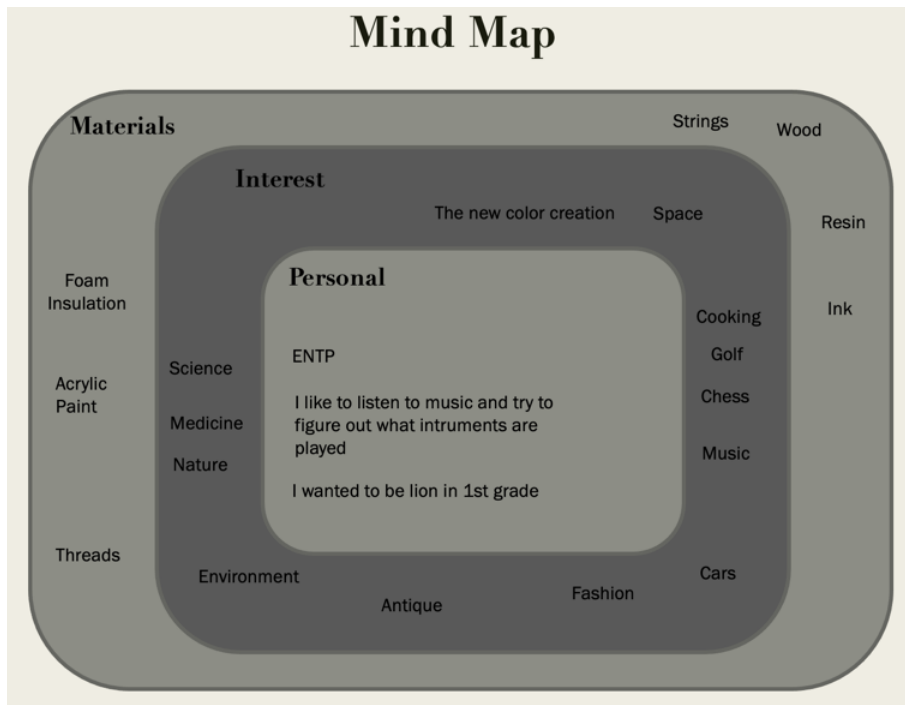 Mind Map
Materials
Strings
Wood
Interest
The new color creation
Space
Resin
Personal
Foam
Insulation
Ink
Cooking
ENTP
Golf
Science
Acrylic
Paint
I like to listen to music and try to
figure out what intruments are
played
Chess
Medicine
Music
Nature
I wanted to be lion in 1st grade
Threads
Environment
Cars
Fashion
Antique